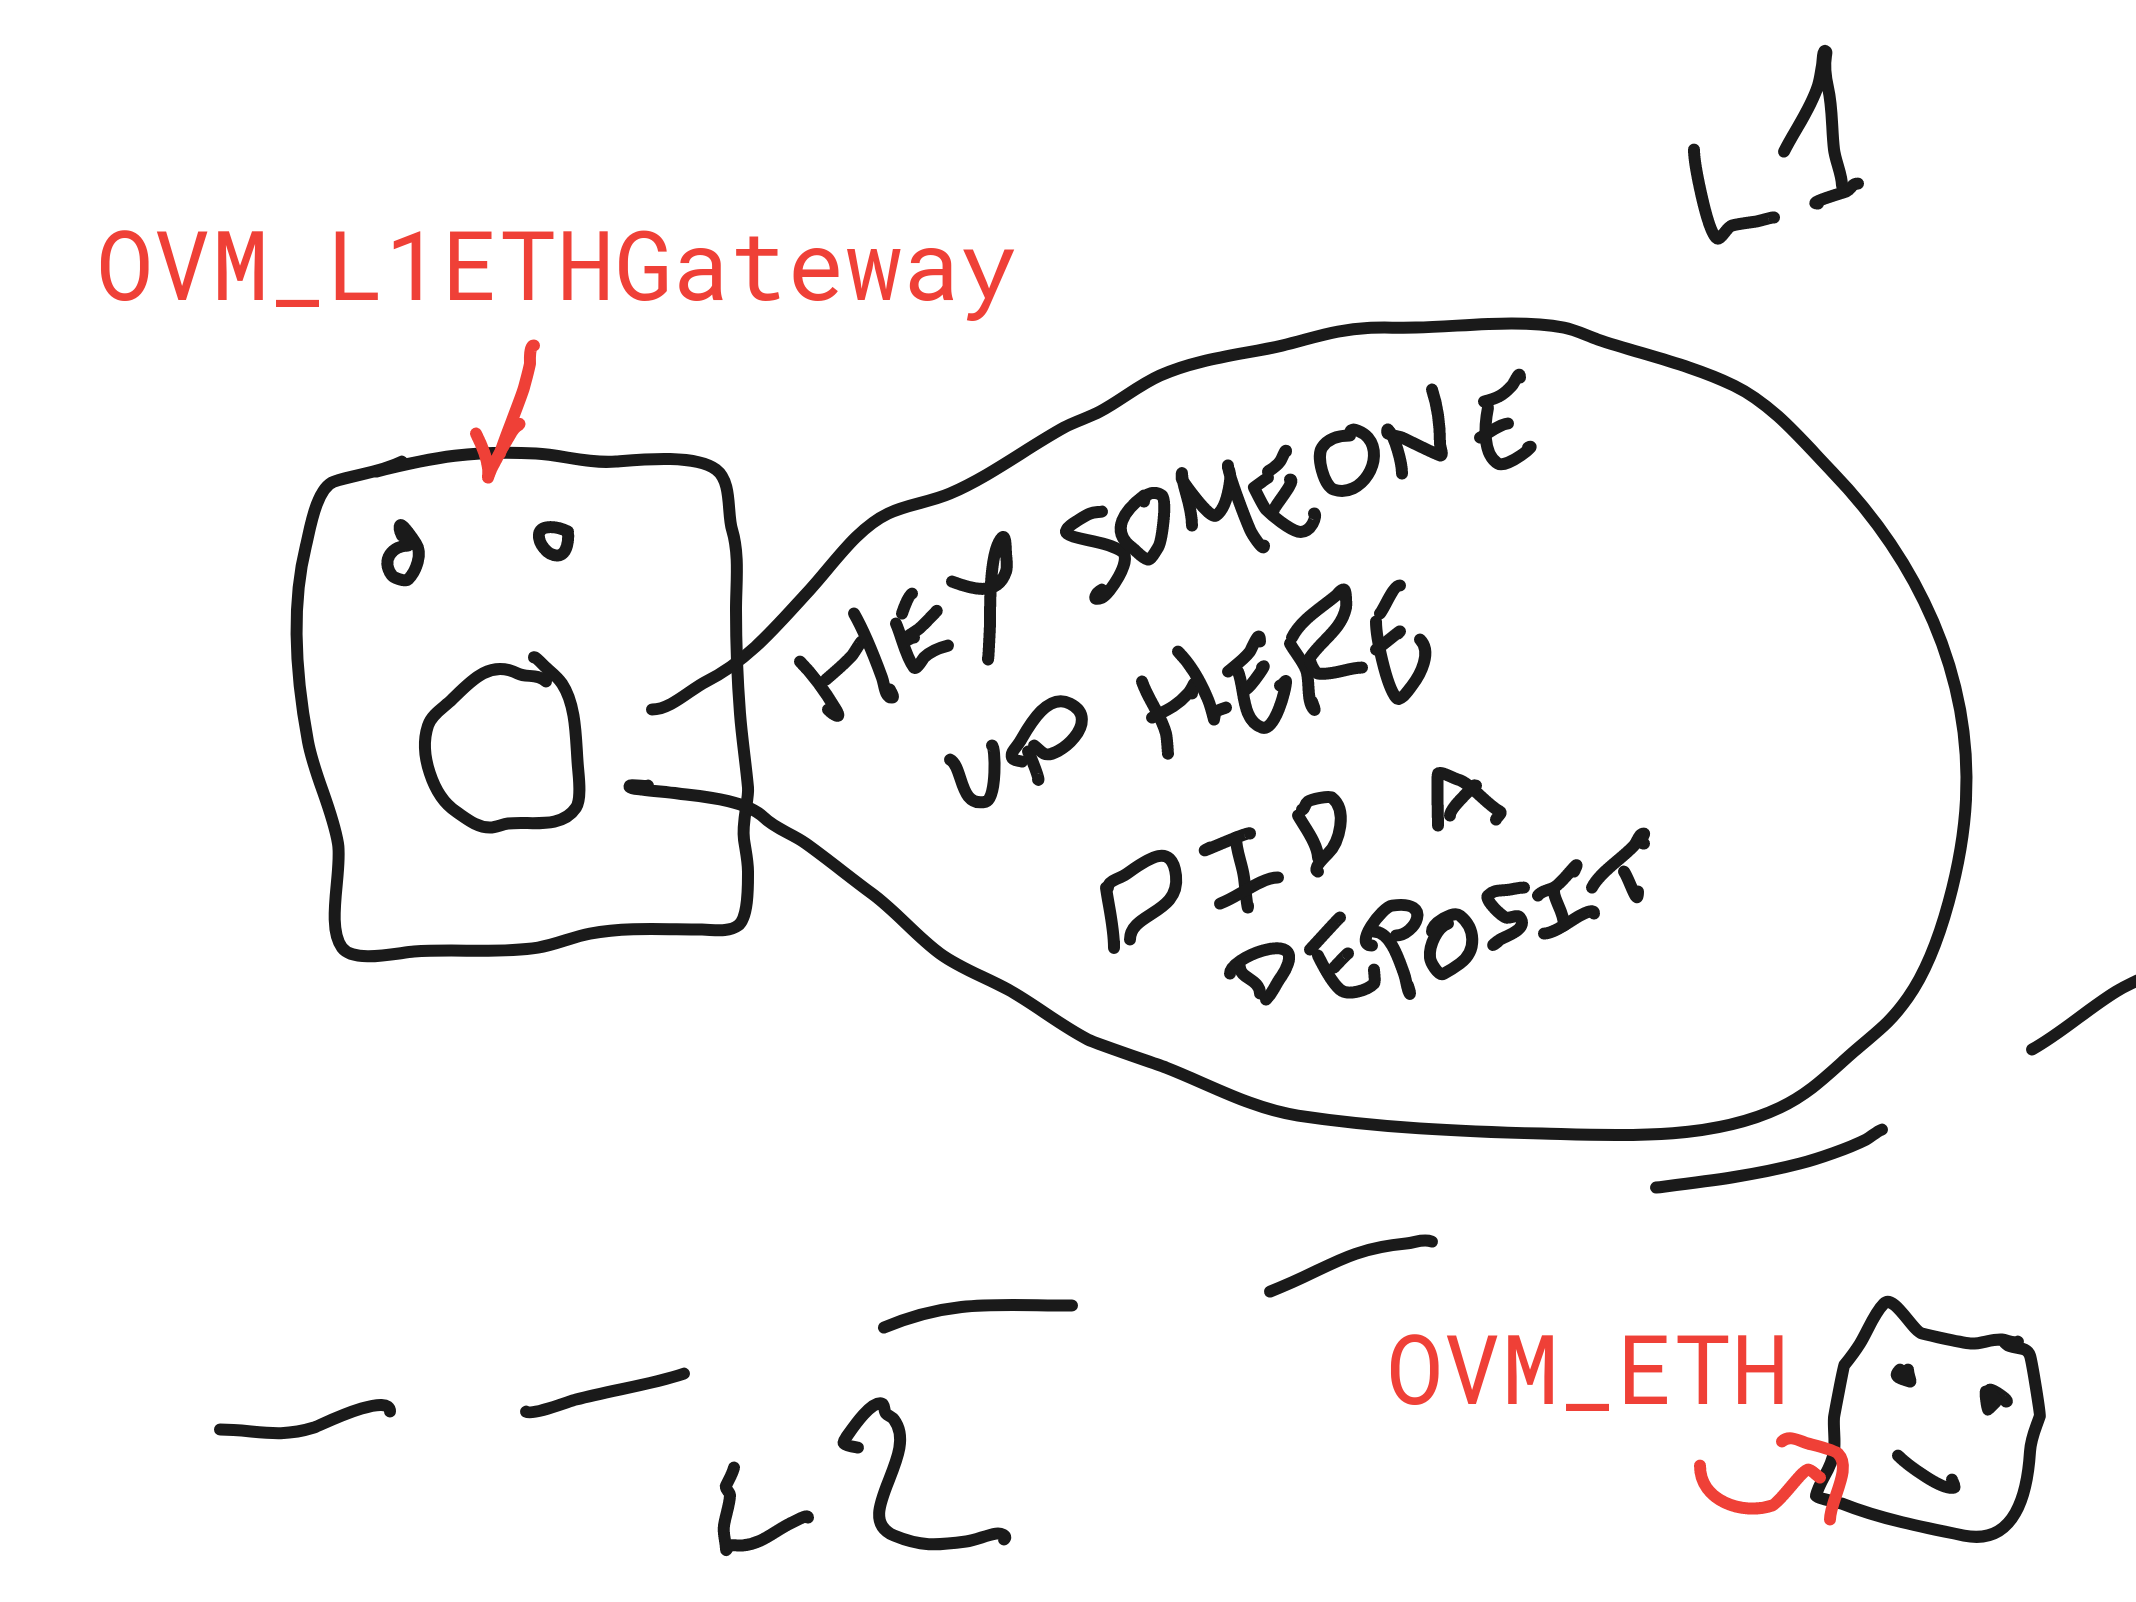 L1
OVM_L1ETHGateway
HEY SOMEONE
UP HERE
DID A
DEPOSIT
OVM_ETH
L2